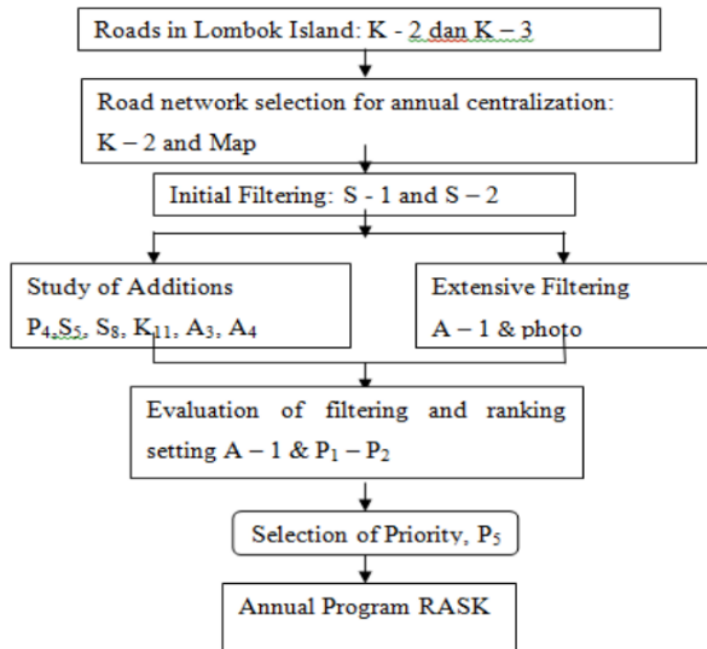 Roads in Lombok Island: K - 2 dan K – 3
Road network selection for annual centralization:
K – 2 and Map
Initial Filtering: S - 1 and S – 2
Study of Additions
P₄,S₅, S₈, K₁₁, A₃, A₄
Extensive Filtering
A – 1 & photo
Evaluation of filtering and ranking
setting A – 1 & P₁ – P₂
Selection of Priority, P₅
Annual Program RASK